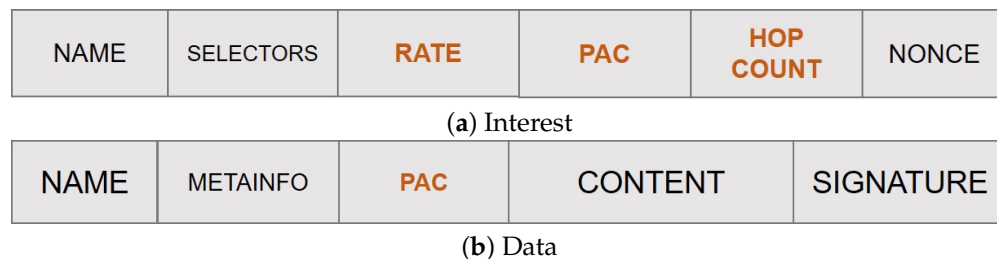 NAME SELECTORS RATE PAC HOP COUNT NONCE
(a) Interest
NAME METAINFO PAC CONTENT SIGNATURE
(b) Data